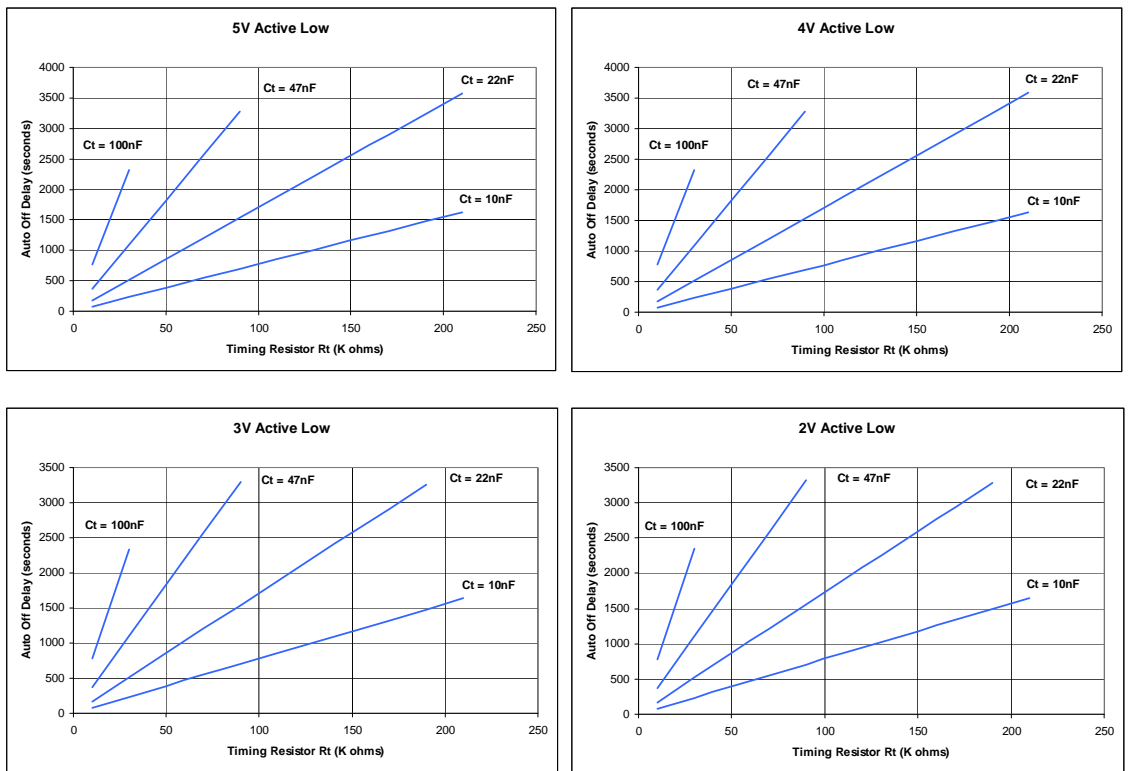 5V Active Low
4000
3500
3000
2500
2000
1500
1000
500
0
Auto Off Delay (seconds)
Ct = 100nF
Ct = 47nF
Ct = 22nF
Ct = 10nF
0 50 100 150 200 250
Timing Resistor Rt (K ohms)
4V Active Low
4000
3500
3000
2500
2000
1500
1000
500
0
Auto Off Delay (seconds)
Ct = 100nF
Ct = 47nF
Ct = 22nF
Ct = 10nF
0 50 100 150 200 250
Timing Resistor Rt (K ohms)
3V Active Low
3500
3000
2500
2000
1500
1000
500
0
Auto Off Delay (seconds)
Ct = 100nF
Ct = 47nF
Ct = 22nF
Ct = 10nF
0 50 100 150 200 250
Timing Resistor Rt (K ohms)
2V Active Low
3500
3000
2500
2000
1500
1000
500
0
Auto Off Delay (seconds)
Ct = 100nF
Ct = 47nF
Ct = 22nF
Ct = 10nF
0 50 100 150 200 250
Timing Resistor Rt (K ohms)